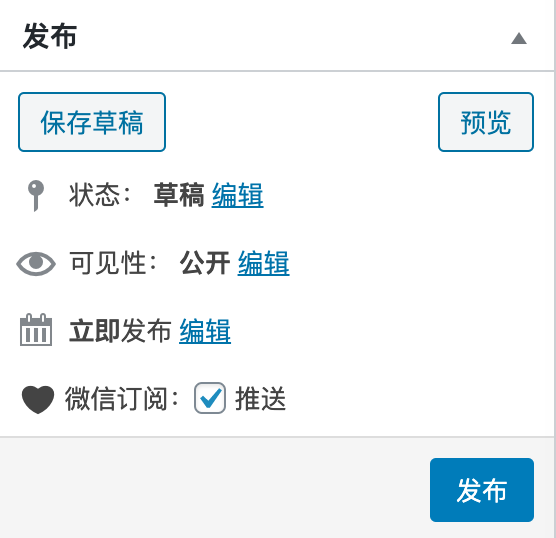 发布
保存草稿 预览
状态： 草稿 编辑
可见性： 公开 编辑
立即发布 编辑
微信订阅： 推送
发布